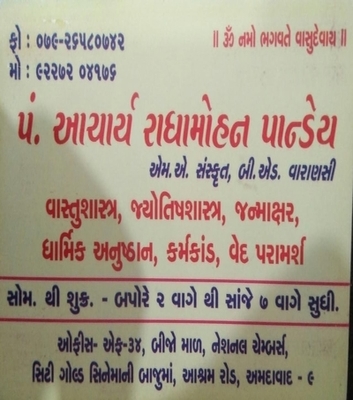 ફો : ૦૭૯-૨૬૫૮૦૭૪૨
॥ ૐ નમો ભગવતે વાસુદેવાય ॥
મો : ૯૨૨૭૨ ૦૪૧૭૬
પં. આચાર્ય રાધામોહન પાન્ડેય
એમ.એ. સંસ્કૃત, બી.એડ. વારાણસી
વાસ્તુશાસ્ત્ર, જ્યોતિષશાસ્ત્ર, જન્માક્ષર,
ધાર્મિક અનુષ્ઠાન, કર્મકાંડ, વેદ પરામર્શ
સોમ. થી શુક્ર. - બપોરે ૨ વાગે થી સાંજે ૭ વાગે સુધી.
ઓફીસ- એફ-૩૪, બીજો માળ, નેશનલ ચેમ્બર્સ,
સિટી ગોલ્ડ સિનેમાની બાજુમાં, આશ્રમ રોડ, અમદાવાદ - ૯